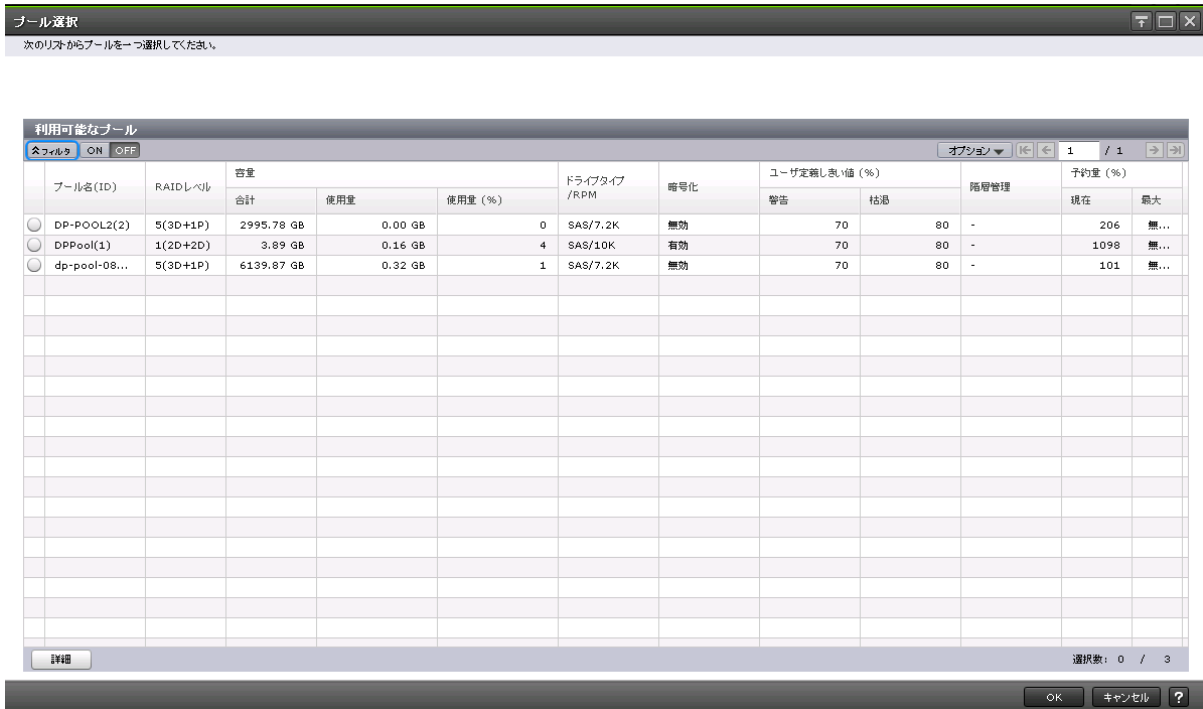 プール選択
次のリストからプールを一つ選択してください。
利用可能なプール
フィルタ ON OFF オプション 1 / 1
プール名(ID) RAIDレベル 容量 ドライブタイプ/RPM 暗号化 ユーザ定義しきい値 (%) 階層管理 予約量 (%)
合計 使用量 使用量 (%) 警告 枯渇 現在 最大
DP-POOL2(2) 5(3D+1P) 2995.78 GB 0.00 GB 0 SAS/7.2K 無効 70 80 - 206 無...
DPPool(1) 1(2D+2D) 3.89 GB 0.16 GB 4 SAS/10K 有効 70 80 - 1098 無...
dp-pool-08... 5(3D+1P) 6139.87 GB 0.32 GB 1 SAS/7.2K 無効 70 80 - 101 無...
詳細 選択数: 0 / 3
OK キャンセル ?